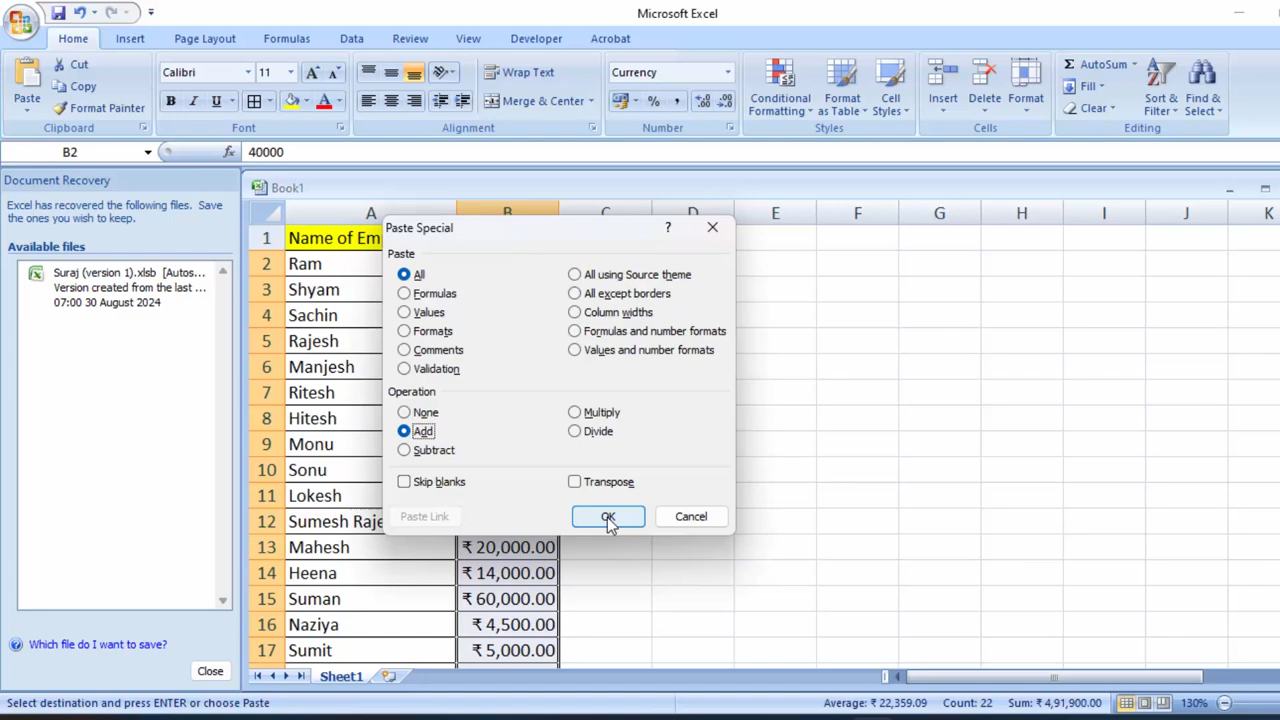 Microsoft Excel
Home Insert Page Layout Formulas Data Review View Developer Acrobat
Paste
Cut
Copy
Format Painter
Clipboard
Calibri 11 A A
B I U A
Font
Wrap Text
Merge & Center
Alignment
Currency
% , .0 .00 .00 .0
Number
Conditional Formatting
Format as Table
Cell Styles
Styles
Insert Delete Format
Cells
Σ AutoSum
Fill
Clear
Sort & Filter
Find & Select
Editing
B2 fx 40000
Document Recovery
Excel has recovered the following files. Save
the ones you wish to keep.
Available files
Suraj (version 1).xlsb [Autos...
Version created from the last ...
07:00 30 August 2024
Which file do I want to save?
Close
Book1
A B C D E F G H I J K
1 Name of Em
2 Ram
3 Shyam
4 Sachin
5 Rajesh
6 Manjesh
7 Ritesh
8 Hitesh
9 Monu
10 Sonu
11 Lokesh
12 Sumesh Raje
13 Mahesh ₹ 20,000.00
14 Heena ₹ 14,000.00
15 Suman ₹ 60,000.00
16 Naziya ₹ 4,500.00
17 Sumit ₹ 5,000.00
Paste Special ?
Paste
All All using Source theme
Formulas All except borders
Values Column widths
Formats Formulas and number formats
Comments Values and number formats
Validation
Operation
None Multiply
Add Divide
Subtract
Skip blanks Transpose
Paste Link OK Cancel
Sheet1
Select destination and press ENTER or choose Paste Average: ₹ 22,359.09 Count: 22 Sum: ₹ 4,91,900.00 130%